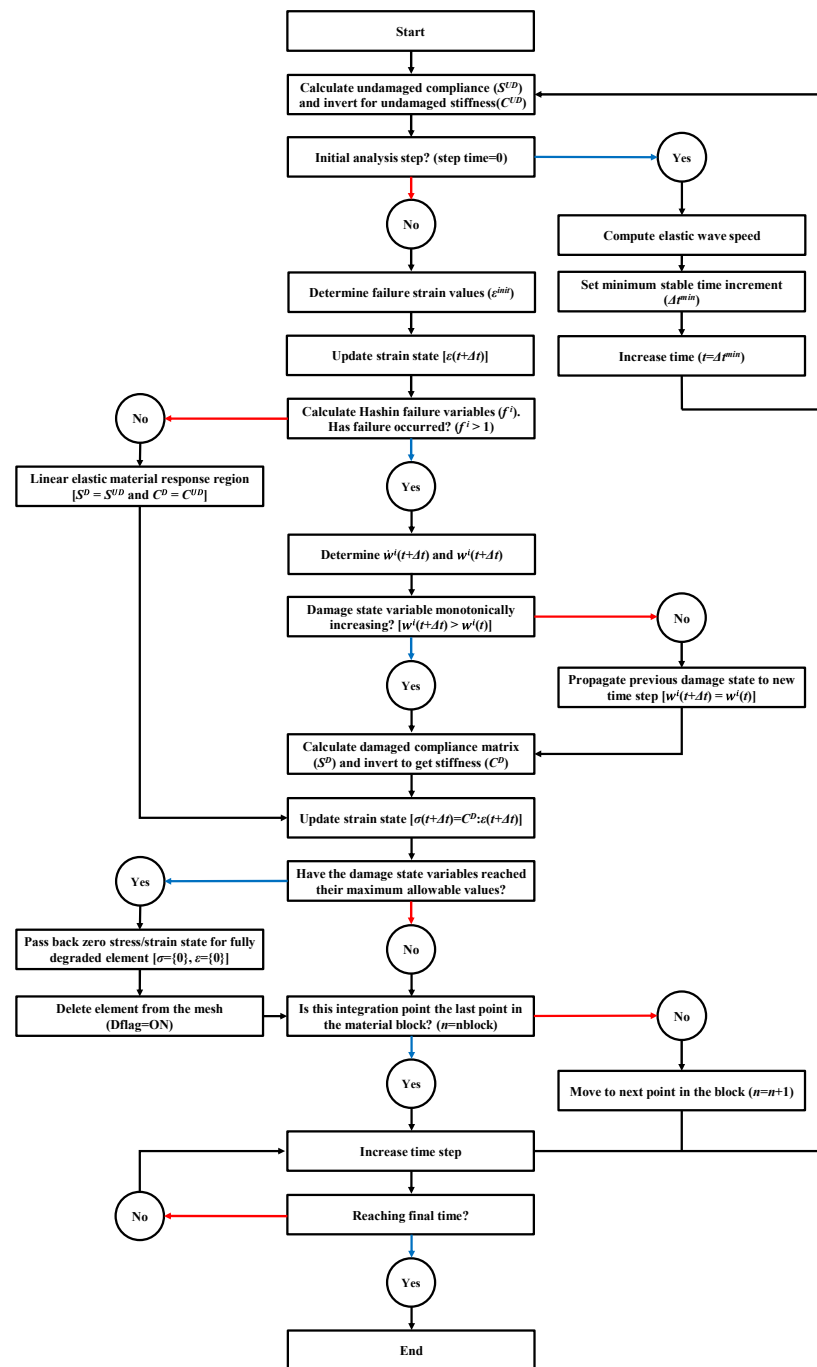 Start
Calculate undamaged compliance (S^UD)
and invert for undamaged stiffness(C^UD)
Initial analysis step? (step time=0)
Yes
No
Compute elastic wave speed
Set minimum stable time increment
(Δt^min)
Increase time (t=Δt^min)
Determine failure strain values (ε^init)
Update strain state [ε(t+Δt)]
Calculate Hashin failure variables (f^i).
Has failure occurred? (f^i > 1)
No
Linear elastic material response region
[S^D = S^UD and C^D = C^UD]
Yes
Determine ẇ^i(t+Δt) and w^i(t+Δt)
Damage state variable monotonically
increasing? [w^i(t+Δt) > w^i(t)]
No
Yes
Propagate previous damage state to new
time step [w^i(t+Δt) = w^i(t)]
Calculate damaged compliance matrix
(S^D) and invert to get stiffness (C^D)
Update strain state [σ(t+Δt)=C^D:ε(t+Δt)]
Have the damage state variables reached
their maximum allowable values?
Yes
Pass back zero stress/strain state for fully
degraded element [σ={0}, ε={0}]
Delete element from the mesh
(Dflag=ON)
No
Is this integration point the last point in
the material block? (n=nblock)
No
Move to next point in the block (n=n+1)
Yes
Increase time step
Reaching final time?
No
Yes
End